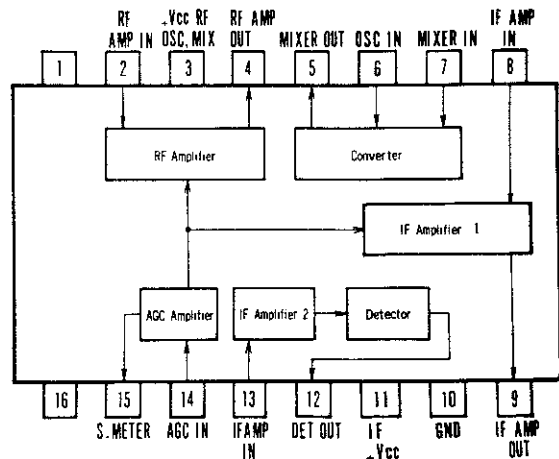 RF AMP IN
+Vcc RF OSC, MIX
RF AMP OUT
MIXER OUT
OSC IN
MIXER IN
IF AMP IN
1
2
3
4
5
6
7
8
RF Amplifier
Converter
IF Amplifier 1
AGC Amplifier
IF Amplifier 2
Detector
16
15
14
13
12
11
10
9
S.METER
AGC IN
IFAMP IN
DET OUT
IF +Vcc
GND
IF AMP OUT